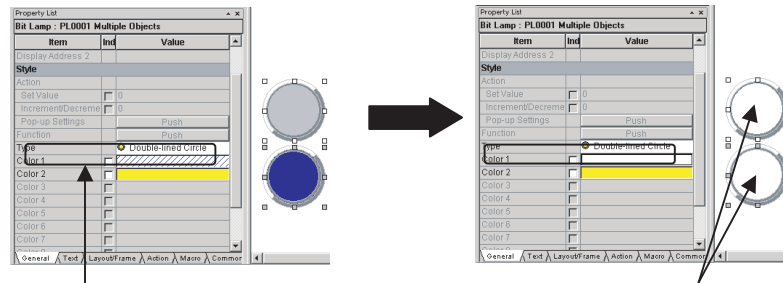 Property List
Bit Lamp : PL0001 Multiple Objects
Item Ind Value
Display Address 2
Style
Action
Set Value 0
Increment/Decreme 0
Pop-up Settings Push
Function Push
Type Double-lined Circle
Color 1
Color 2
Color 3
Color 4
Color 5
Color 6
Color 7
General Text Layout/Frame Action Macro Common
Property List
Bit Lamp : PL0001 Multiple Objects
Item Ind Value
Display Address 2
Style
Action
Set Value 0
Increment/Decreme 0
Pop-up Settings Push
Function Push
Type Double-lined Circle
Color 1
Color 2
Color 3
Color 4
Color 5
Color 6
Color 7
General Text Layout/Frame Action Macro Common